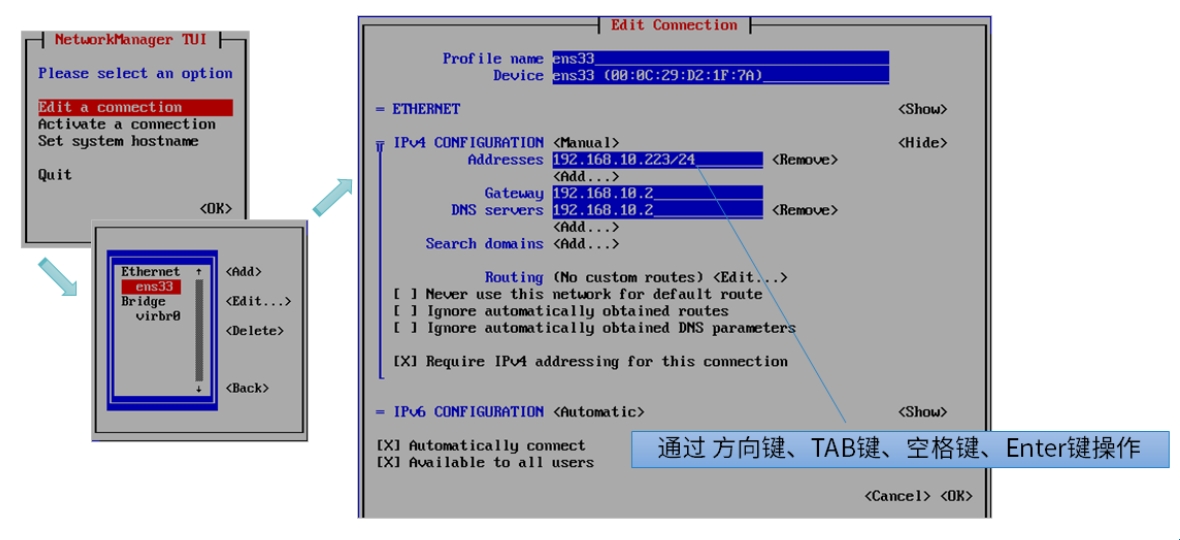 NetworkManager TUI
Please select an option
Edit a connection
Activate a connection
Set system hostname
Quit
<OK>
Ethernet ↑ <Add>
ens33
Bridge <Edit...>
virbr0
<Delete>
↓ <Back>
Edit Connection
Profile name ens33
Device ens33 (00:0C:29:D2:1F:7A)
= ETHERNET <Show>
IPv4 CONFIGURATION <Manual> <Hide>
Addresses 192.168.10.223/24 <Remove>
<Add...>
Gateway 192.168.10.2
DNS servers 192.168.10.2 <Remove>
<Add...>
Search domains <Add...>
Routing (No custom routes) <Edit...>
[ ] Never use this network for default route
[ ] Ignore automatically obtained routes
[ ] Ignore automatically obtained DNS parameters
[X] Require IPv4 addressing for this connection
= IPv6 CONFIGURATION <Automatic> <Show>
[X] Automatically connect
[X] Available to all users
通过 方向键、TAB键、空格键、Enter键操作
<Cancel> <OK>